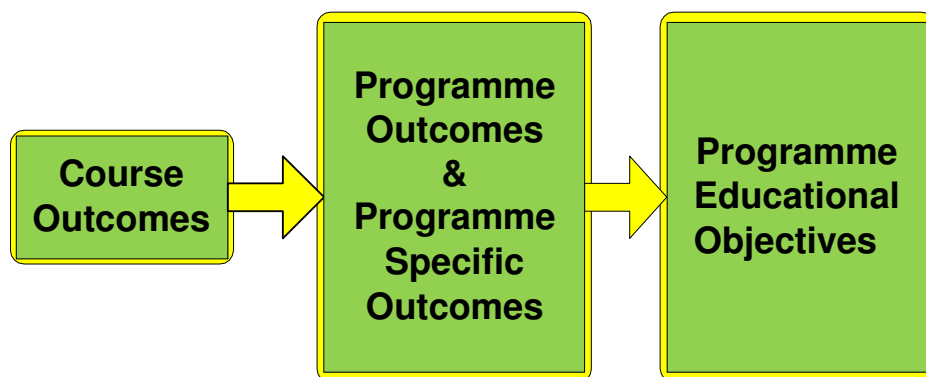 Course
Outcomes
Programme
Outcomes
&
Programme
Specific
Outcomes
Programme
Educational
Objectives